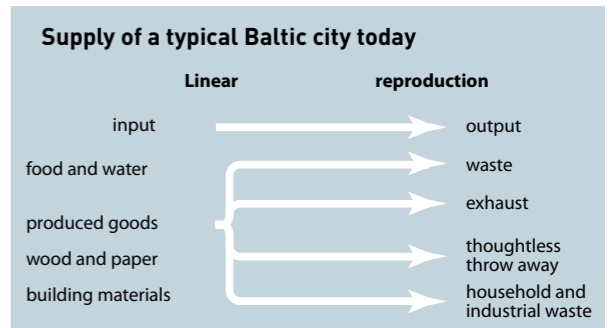 Supply of a typical Baltic city today
Linear reproduction
input output
food and water waste
exhaust
produced goods
wood and paper thoughtless
throw away
building materials household and
industrial waste